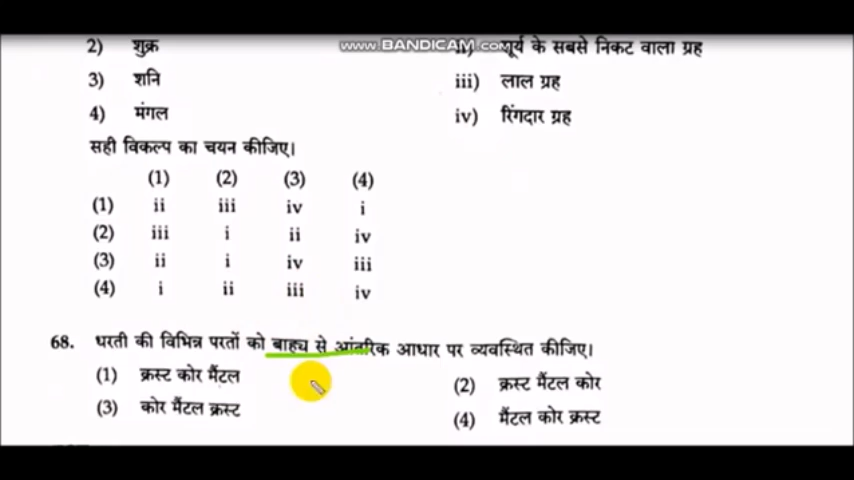 www.BANDICAM.com
2) शुक्र सूर्य के सबसे निकट वाला ग्रह
3) शनि iii) लाल ग्रह
4) मंगल iv) रिंगदार ग्रह
सही विकल्प का चयन कीजिए।
(1) (2) (3) (4)
(1) ii iii iv i
(2) iii i ii iv
(3) ii i iv iii
(4) i ii iii iv
68. धरती की विभिन्न परतों को बाह्य से आंतरिक आधार पर व्यवस्थित कीजिए।
(1) क्रस्ट कोर मैंटल (2) क्रस्ट मैंटल कोर
(3) कोर मैंटल क्रस्ट (4) मैंटल कोर क्रस्ट